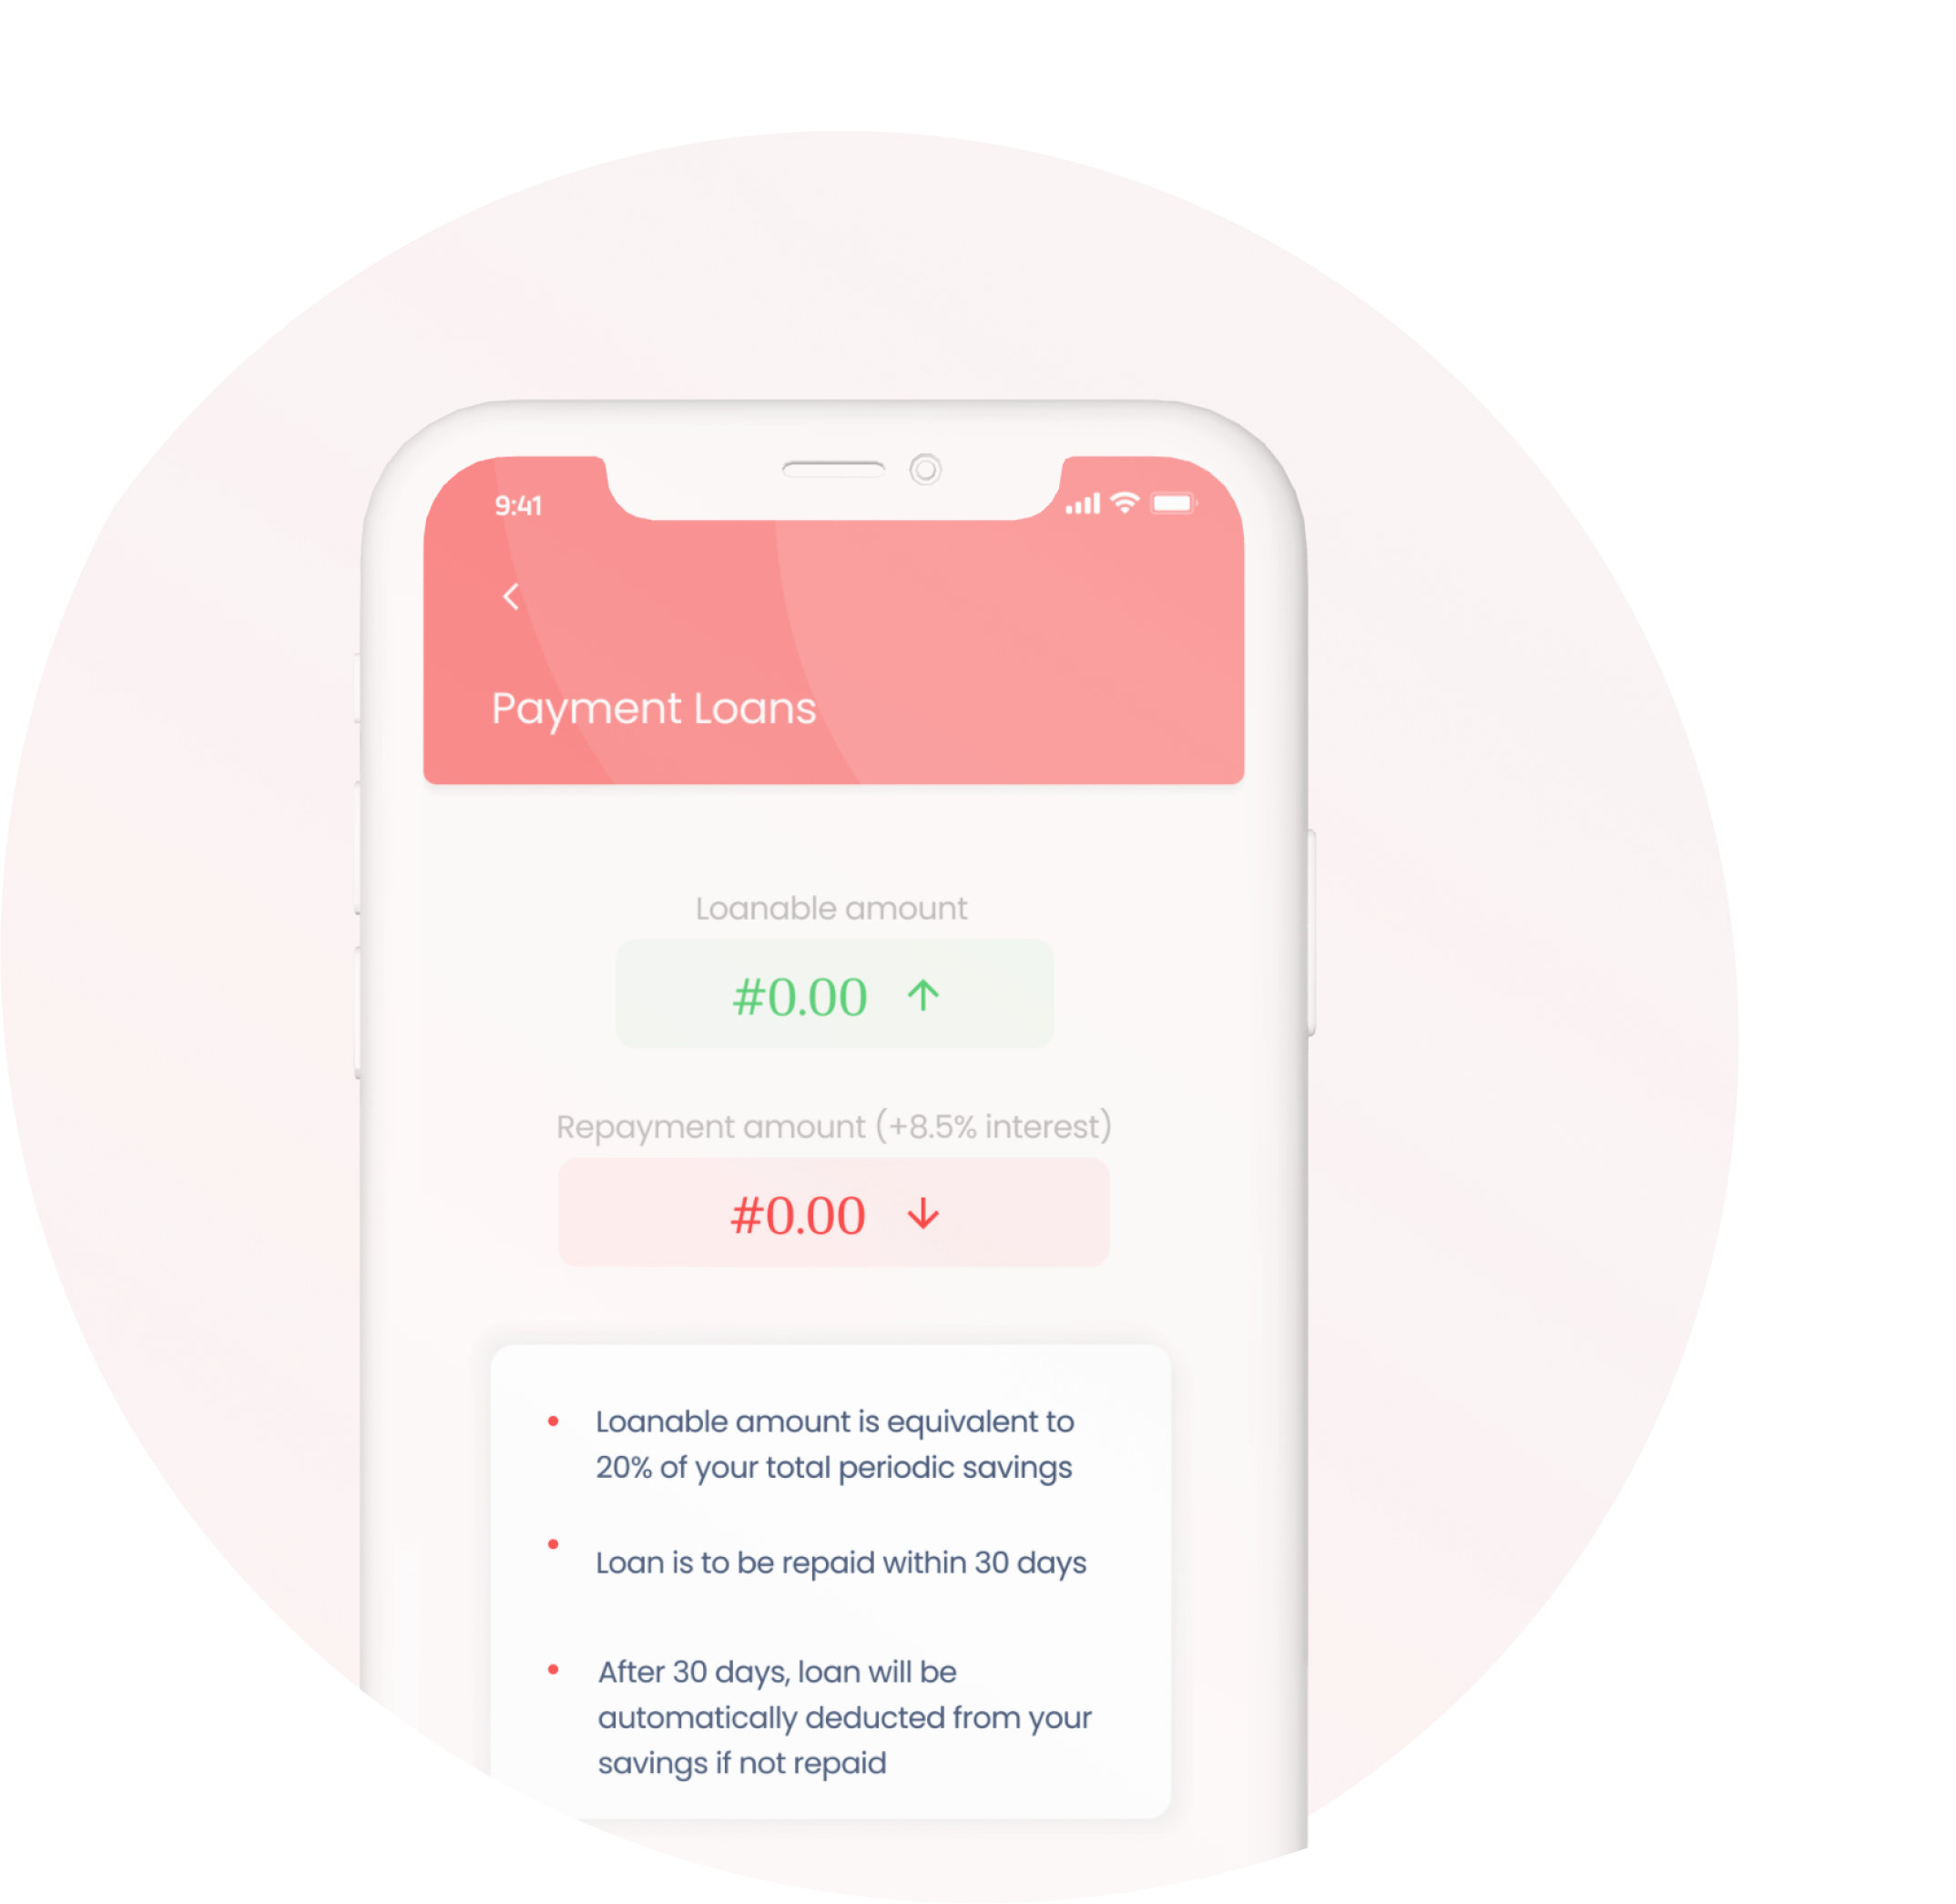 9:41
Payment Loans
Loanable amount
#0.00
Repayment amount (+8.5% interest)
#0.00
Loanable amount is equivalent to
20% of your total periodic savings
Loan is to be repaid within 30 days
After 30 days, loan will be
automatically deducted from your
savings if not repaid